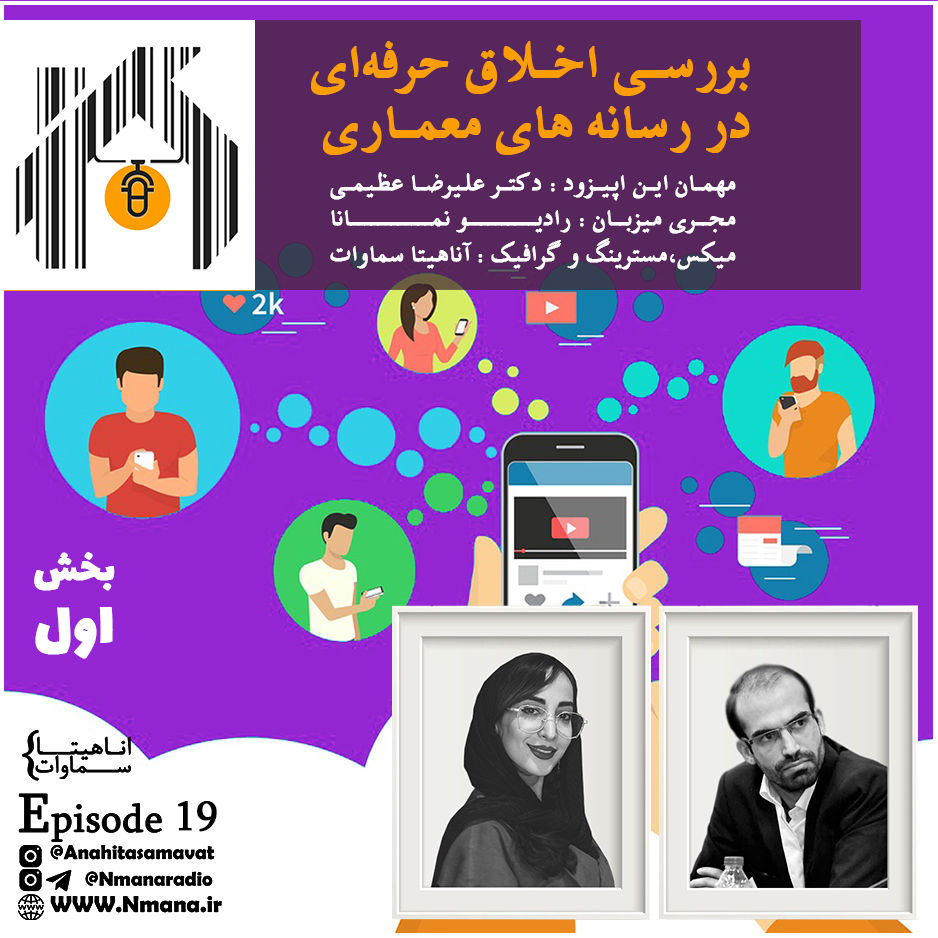 بررسی اخلاق حرفه‌ای
در رسانه های معماری
مهمان این اپیزود : دکتر علیرضا عظیمی
مجری میزبان : رادیو نمانا
میکس،مسترینگ و گرافیک : آناهیتا سماوات
2k
بخش
اول
اناهیتا
سماوات
Episode 19
@Anahitasamavat
@Nmanaradio
WWW.Nmana.ir